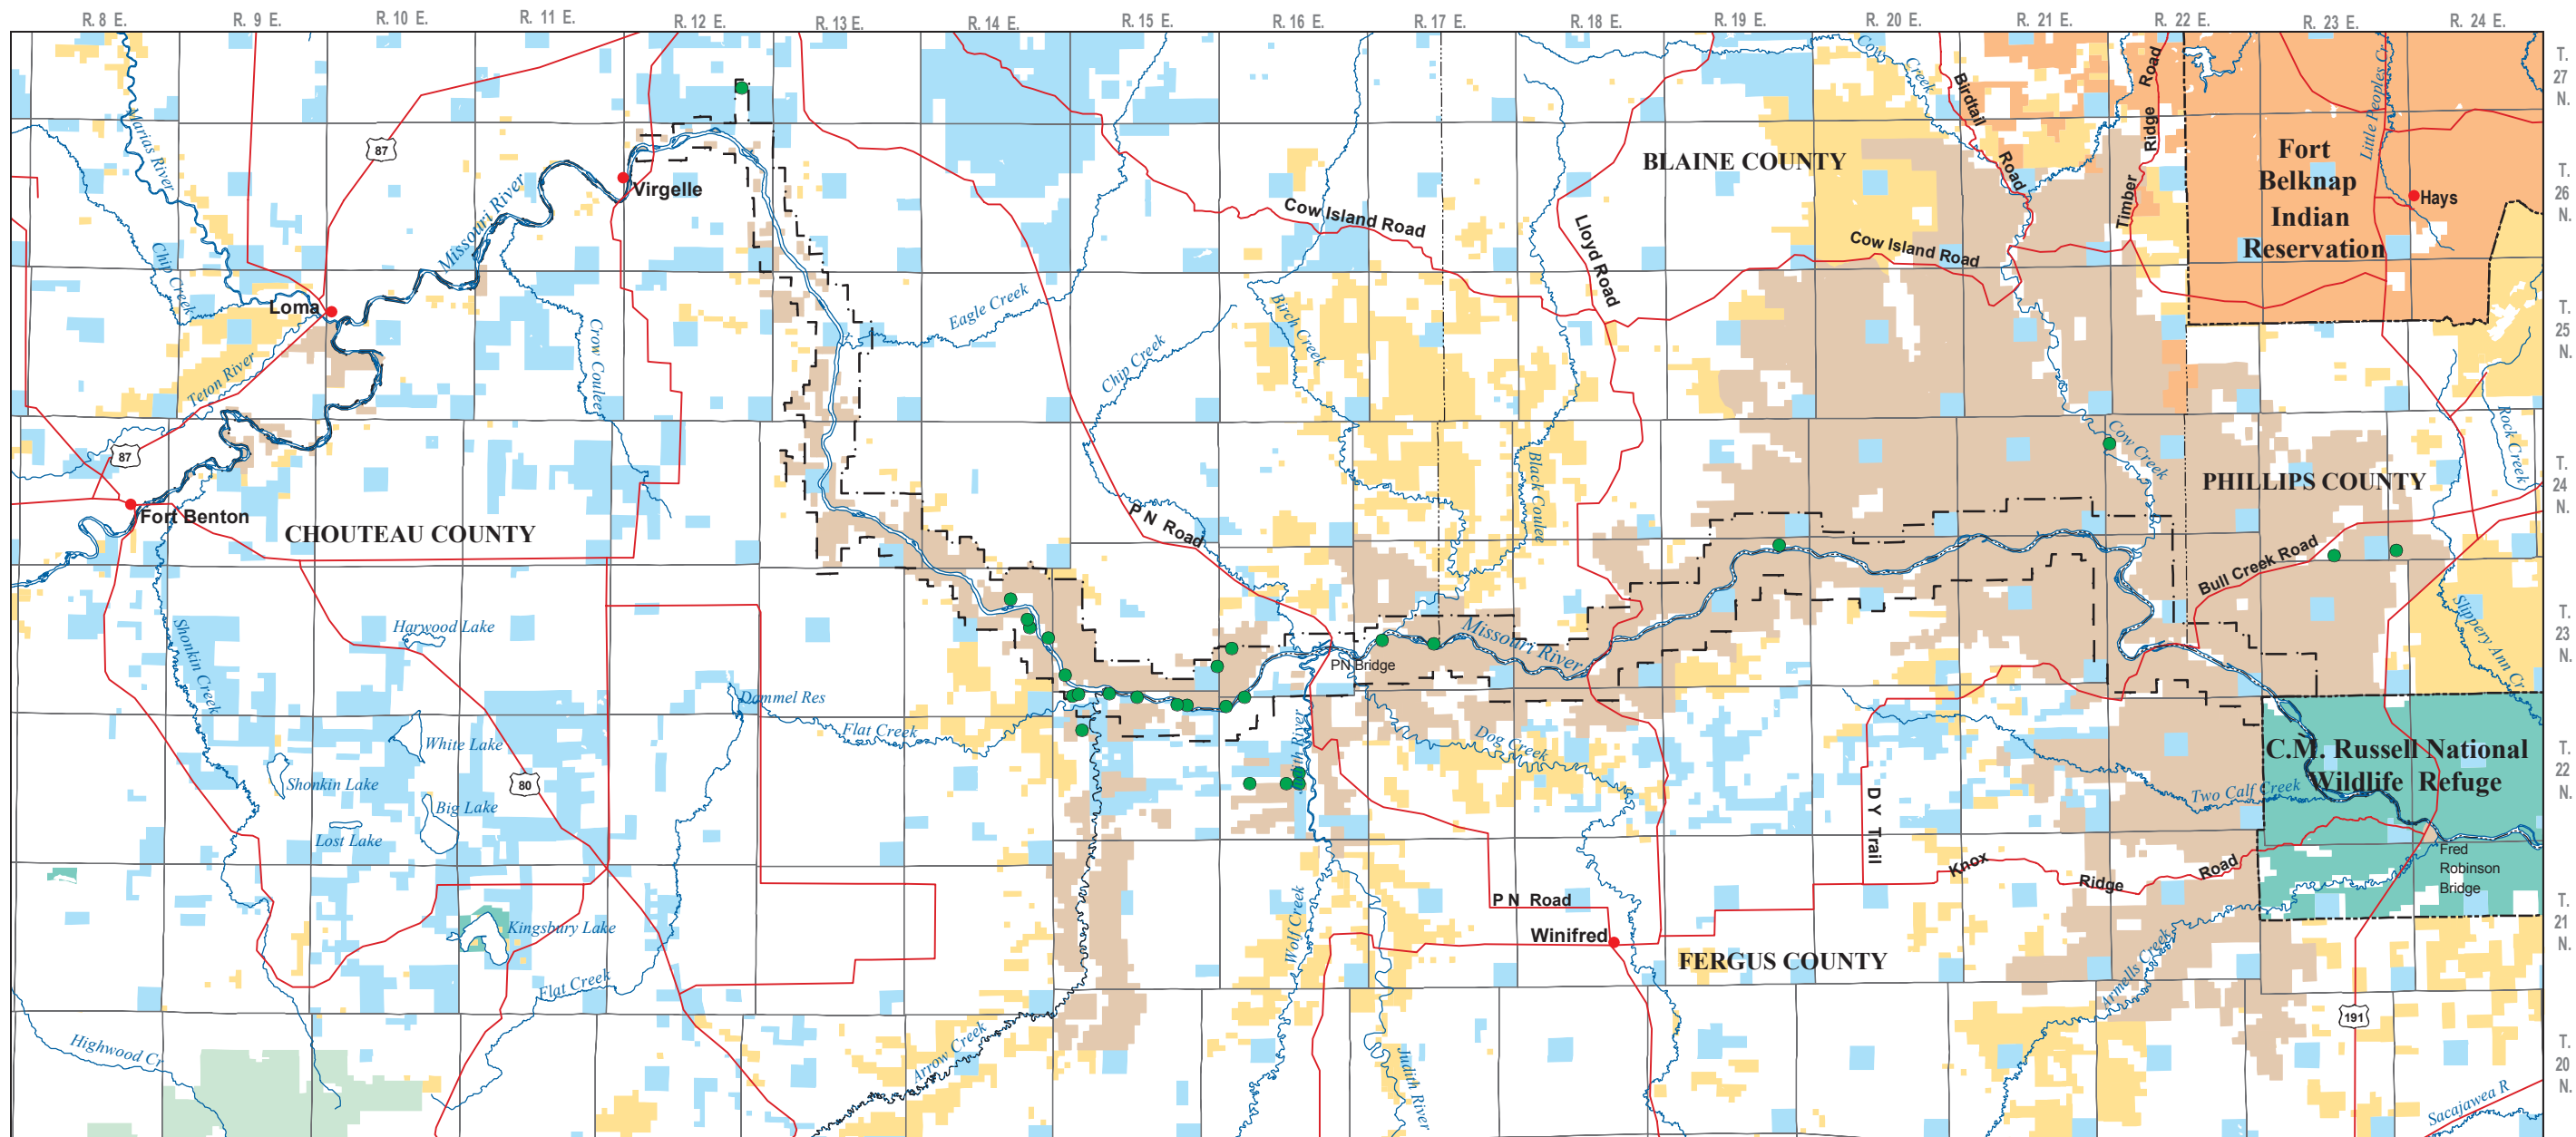 R. 8 E.
R. 9 E.
R. 10 E.
R. 11 E.
R. 12 E.
R. 13 E.
R. 14 E.
R. 15 E.
R. 16 E.
R. 17 E.
R. 18 E.
R. 19 E.
R. 20 E.
R. 21 E.
R. 22 E.
R. 23 E.
R. 24 E.
T.
27
N.
T.
26
N.
T.
25
N.
T.
24
N.
T.
23
N.
T.
22
N.
T.
21
N.
T.
20
N.
Marias River
Chip Creek
87
Missouri River
Virgelle
Loma
Teton River
Crow Coulee
87
Fort Benton
CHOUTEAU COUNTY
Eagle Creek
Chip Creek
Birch Creek
Cow Island Road
Lloyd Road
BLAINE COUNTY
Cow Island Road
Cow
Creek
Birdtail
Road
Road
Ridge
Timber
Fort
Belknap
Indian
Reservation
Little Peoples Cr
Hays
Rock Creek
Black Coulee
P N Road
Cow Creek
PHILLIPS COUNTY
Bull Creek Road
Slippery Ann Cr
Missouri River
PN Bridge
Shonkin Creek
Harwood Lake
White Lake
Shonkin Lake
Big Lake
Lost Lake
80
Kingsbury Lake
Flat Creek
Highwood Cr
Dammel Res
Flat Creek
Arrow Creek
Judith River
Wolf Creek
Judith River
Dog Creek
P N Road
Winifred
FERGUS COUNTY
D Y Trail
Knox
Ridge
Road
Two Calf Creek
C.M. Russell National
Wildlife Refuge
Fred
Robinson
Bridge
Armells Creek
191
Sacajawea R